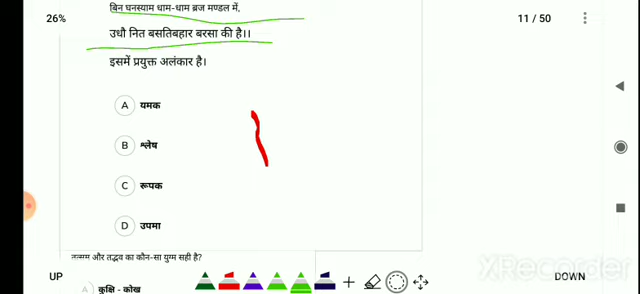 बिन घनस्याम धाम-धाम ब्रज मण्डल में,
26%
11 / 50
उधौ नित बसतिबहार बरसा की है।।
इसमें प्रयुक्त अलंकार है।
A यमक
B श्लेष
C रूपक
D उपमा
तत्सम और तद्भव का कौन-सा युग्म सही है?
A कुक्षि - कोख
UP
DOWN
XRecorder